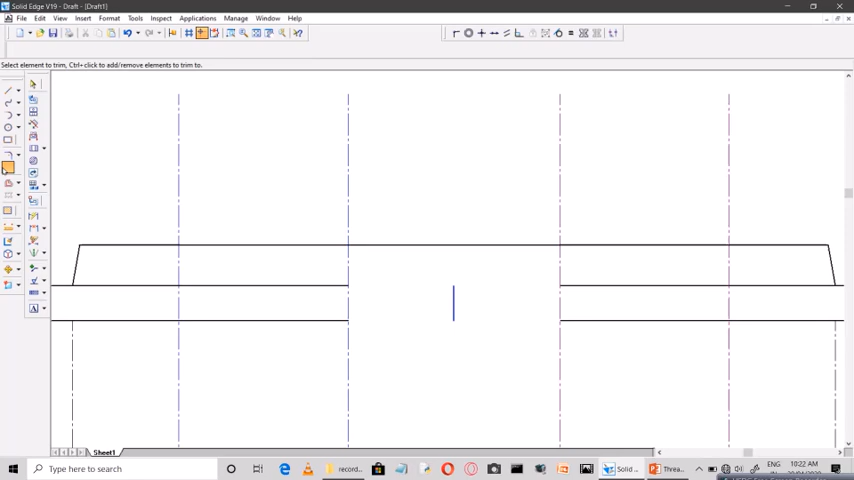 Solid Edge V19 - Draft - [Draft1]
File Edit View Insert Format Tools Inspect Applications Manage Window Help
Select element to trim, Ctrl+click to add/remove elements to trim to.
A
Sheet1
Type here to search
record...
Solid ...
Threa...
ENG
IN
10:22 AM